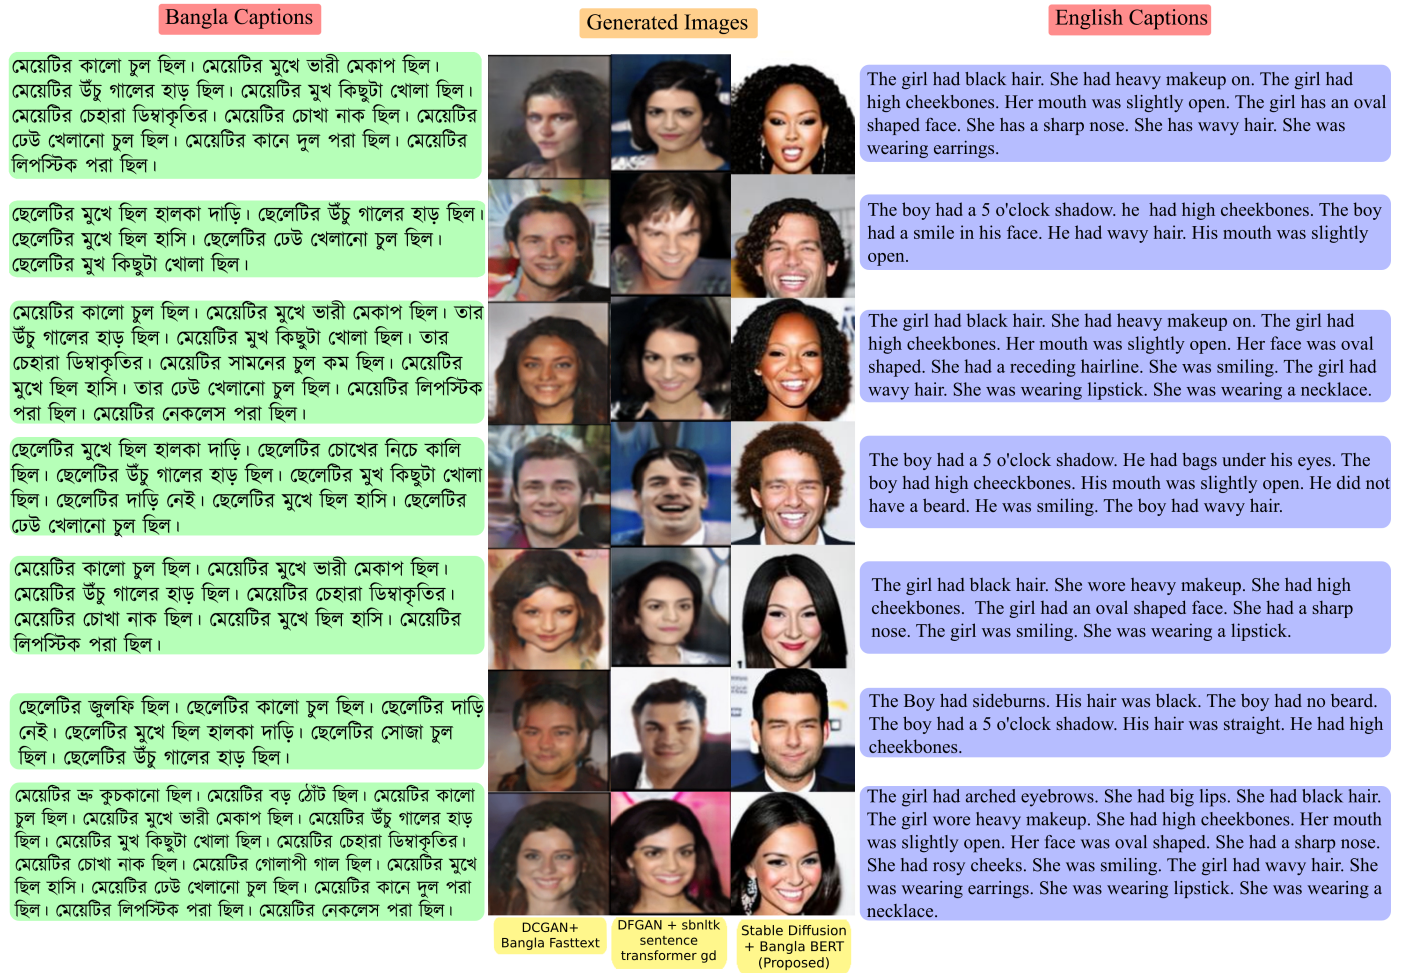 Bangla Captions
Generated Images
English Captions
মেয়েটির কালো চুল ছিল। মেয়েটির মুখে ভারী মেকাপ ছিল।
মেয়েটির উঁচু গালের হাড় ছিল। মেয়েটির মুখ কিছুটা খোলা ছিল।
মেয়েটির চেহারা ডিম্বাকৃতির। মেয়েটির চোখা নাক ছিল। মেয়েটির
ঢেউ খেলানো চুল ছিল। মেয়েটির কানে দুল পরা ছিল। মেয়েটির
লিপস্টিক পরা ছিল।
The girl had black hair. She had heavy makeup on. The girl had
high cheekbones. Her mouth was slightly open. The girl has an oval
shaped face. She has a sharp nose. She has wavy hair. She was
wearing earrings.
ছেলেটির মুখে ছিল হালকা দাড়ি। ছেলেটির উঁচু গালের হাড় ছিল।
ছেলেটির মুখে ছিল হাসি। ছেলেটির ঢেউ খেলানো চুল ছিল।
ছেলেটির মুখ কিছুটা খোলা ছিল।
The boy had a 5 o'clock shadow. he  had high cheekbones. The boy
had a smile in his face. He had wavy hair. His mouth was slightly
open.
মেয়েটির কালো চুল ছিল। মেয়েটির মুখে ভারী মেকাপ ছিল। তার
উঁচু গালের হাড় ছিল। মেয়েটির মুখ কিছুটা খোলা ছিল। তার
চেহারা ডিম্বাকৃতির। মেয়েটির সামনের চুল কম ছিল। মেয়েটির
মুখে ছিল হাসি। তার ঢেউ খেলানো চুল ছিল। মেয়েটির লিপস্টিক
পরা ছিল। মেয়েটির নেকলেস পরা ছিল।
The girl had black hair. She had heavy makeup on. The girl had
high cheekbones. Her mouth was slightly open. Her face was oval
shaped. She had a receding hairline. She was smiling. The girl had
wavy hair. She was wearing lipstick. She was wearing a necklace.
ছেলেটির মুখে ছিল হালকা দাড়ি। ছেলেটির চোখের নিচে কালি
ছিল। ছেলেটির উঁচু গালের হাড় ছিল। ছেলেটির মুখ কিছুটা খোলা
ছিল। ছেলেটির দাড়ি নেই। ছেলেটির মুখে ছিল হাসি। ছেলেটির
ঢেউ খেলানো চুল ছিল।
The boy had a 5 o'clock shadow. He had bags under his eyes. The
boy had high cheeckbones. His mouth was slightly open. He did not
have a beard. He was smiling. The boy had wavy hair.
মেয়েটির কালো চুল ছিল। মেয়েটির মুখে ভারী মেকাপ ছিল।
মেয়েটির উঁচু গালের হাড় ছিল। মেয়েটির চেহারা ডিম্বাকৃতির।
মেয়েটির চোখা নাক ছিল। মেয়েটির মুখে ছিল হাসি। মেয়েটির
লিপস্টিক পরা ছিল।
The girl had black hair. She wore heavy makeup. She had high
cheekbones.  The girl had an oval shaped face. She had a sharp
nose. The girl was smiling. She was wearing a lipstick.
ছেলেটির জুলফি ছিল। ছেলেটির কালো চুল ছিল। ছেলেটির দাড়ি
নেই। ছেলেটির মুখে ছিল হালকা দাড়ি। ছেলেটির সোজা চুল
ছিল। ছেলেটির উঁচু গালের হাড় ছিল।
The Boy had sideburns. His hair was black. The boy had no beard.
The boy had a 5 o'clock shadow. His hair was straight. He had high
cheekbones.
মেয়েটির ভ্রু কুচকানো ছিল। মেয়েটির বড় ঠোঁট ছিল। মেয়েটির কালো
চুল ছিল। মেয়েটির মুখে ভারী মেকাপ ছিল। মেয়েটির উঁচু গালের হাড়
ছিল। মেয়েটির মুখ কিছুটা খোলা ছিল। মেয়েটির চেহারা ডিম্বাকৃতির।
মেয়েটির চোখা নাক ছিল। মেয়েটির গোলাপী গাল ছিল। মেয়েটির মুখে
ছিল হাসি। মেয়েটির ঢেউ খেলানো চুল ছিল। মেয়েটির কানে দুল পরা
ছিল। মেয়েটির লিপস্টিক পরা ছিল। মেয়েটির নেকলেস পরা ছিল।
The girl had arched eyebrows. She had big lips. She had black hair.
The girl wore heavy makeup. She had high cheekbones. Her mouth
was slightly open. Her face was oval shaped. She had a sharp nose.
She had rosy cheeks. She was smiling. The girl had wavy hair. She
was wearing earrings. She was wearing lipstick. She was wearing a
necklace.
DCGAN+
Bangla Fasttext
DFGAN + sbnltk
sentence
transformer gd
Stable Diffusion
+ Bangla BERT
(Proposed)